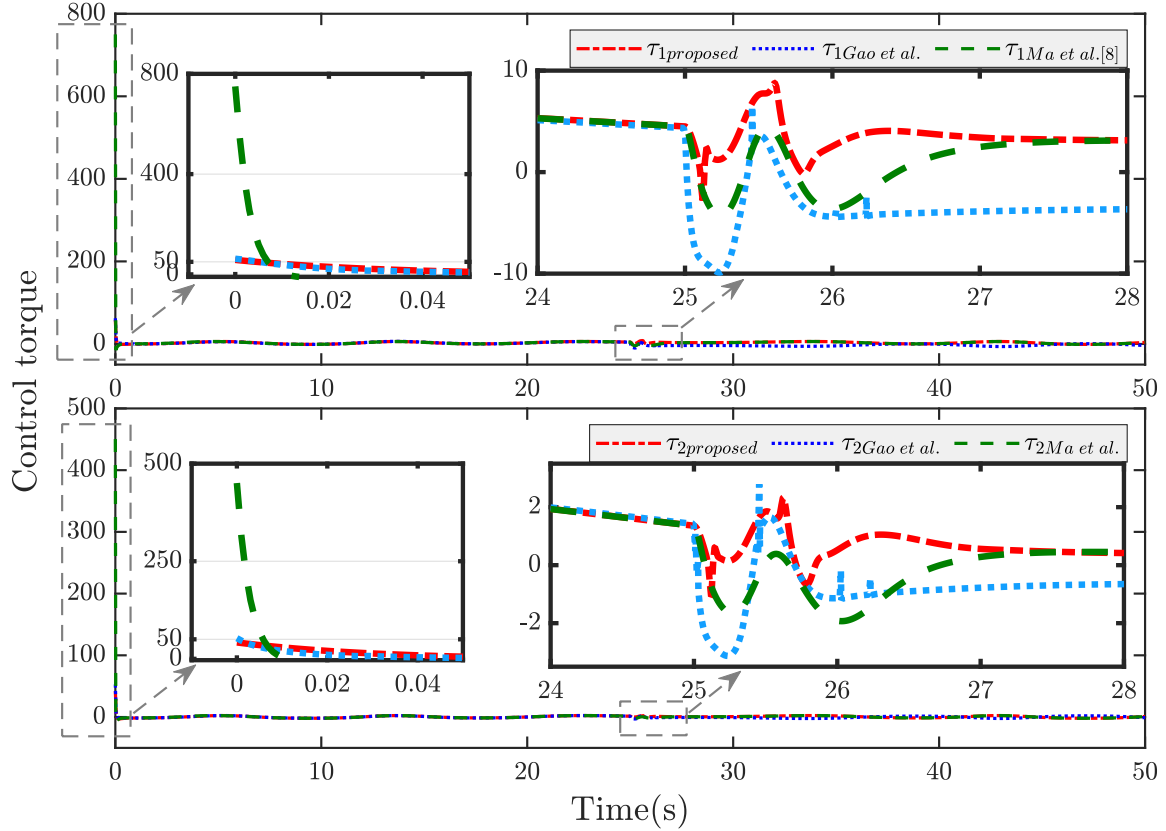 800
600
400
200
0
τ1proposed τ1Gao et al. τ1Ma et al.[8]
800
400
50
0
0 0.02 0.04
10
0
-10
24 25 26 27 28
0 10 20 30 40 50
Control torque
500
400
300
200
100
0
τ2proposed τ2Gao et al. τ2Ma et al.
500
250
50
0
0 0.02 0.04
2
0
-2
24 25 26 27 28
0 10 20 30 40 50
Time(s)